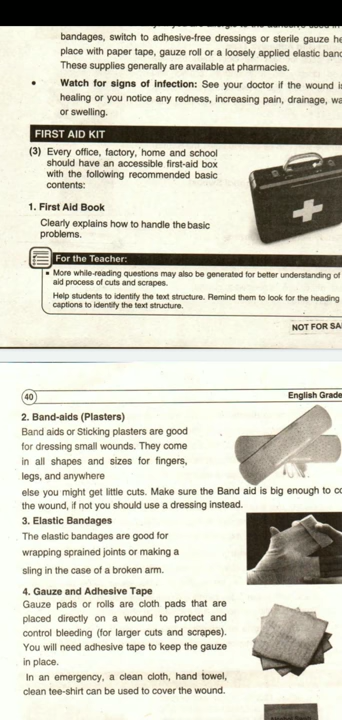 bandages, switch to adhesive-free dressings or sterile gauze
place with paper tape, gauze roll or a loosely applied elastic
These supplies generally are available at pharmacies.
• Watch for signs of infection: See your doctor if the wound
healing or you notice any redness, increasing pain, drainage,
or swelling.
FIRST AID KIT
(3) Every office, factory, home and school
should have an accessible first-aid box
with the following recommended basic
contents:
1. First Aid Book
Clearly explains how to handle the basic
problems.
For the Teacher:
▪ More while-reading questions may also be generated for better understanding of
aid process of cuts and scrapes.
Help students to identify the text structure. Remind them to look for the heading
captions to identify the text structure.
NOT FOR
40
English Grade
2. Band-aids (Plasters)
Band aids or Sticking plasters are good
for dressing small wounds. They come
in all shapes and sizes for fingers,
legs, and anywhere
else you might get little cuts. Make sure the Band aid is big enough to
the wound, if not you should use a dressing instead.
3. Elastic Bandages
The elastic bandages are good for
wrapping sprained joints or making a
sling in the case of a broken arm.
4. Gauze and Adhesive Tape
Gauze pads or rolls are cloth pads that are
placed directly on a wound to protect and
control bleeding (for larger cuts and scrapes).
You will need adhesive tape to keep the gauze
in place.
In an emergency, a clean cloth, hand towel,
clean tee-shirt can be used to cover the wound.